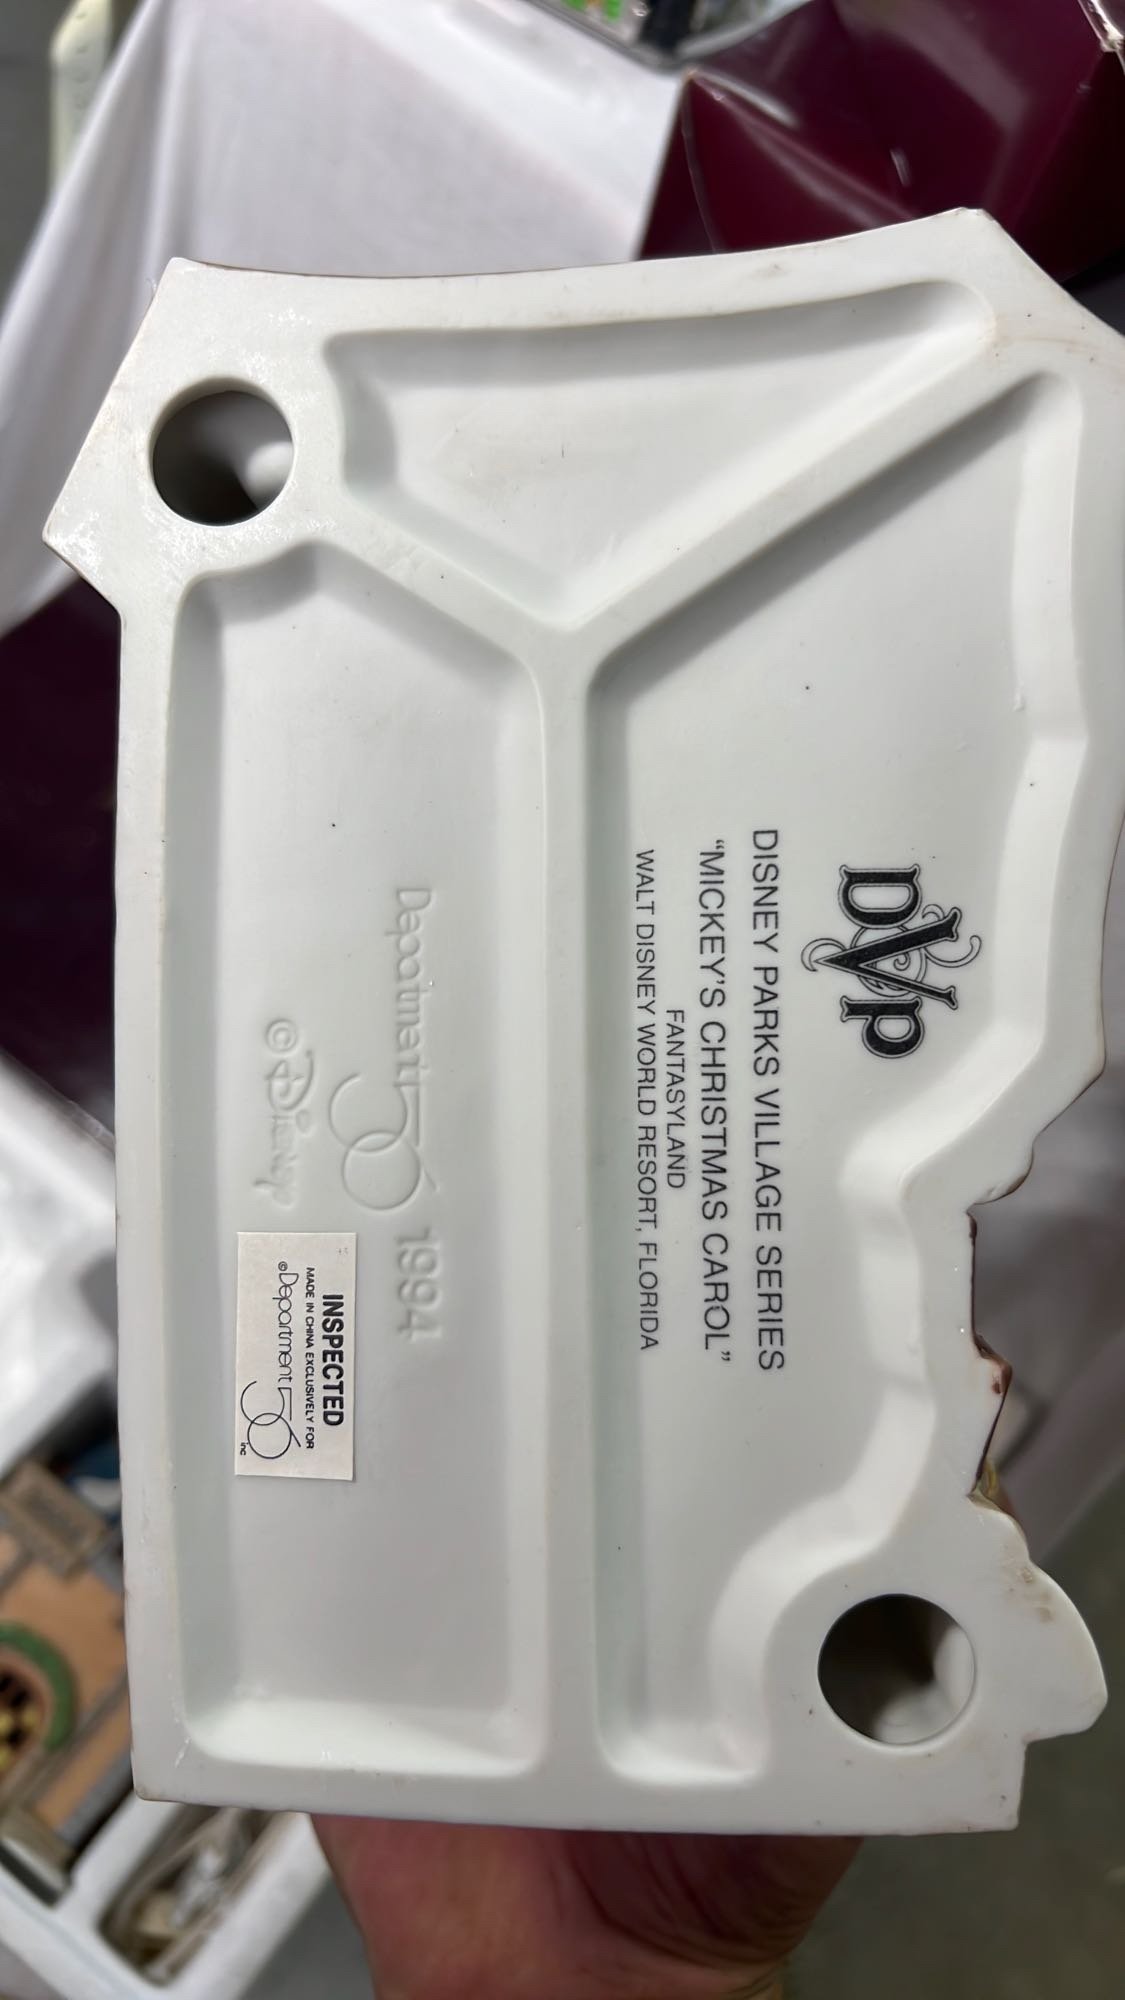 DVP
DISNEY PARKS VILLAGE SERIES
“MICKEY’S CHRISTMAS CAROL”
FANTASYLAND
WALT DISNEY WORLD RESORT, FLORIDA
Department 56 1994
© Disney
INSPECTED
MADE IN CHINA EXCLUSIVELY FOR
©Department 56 inc